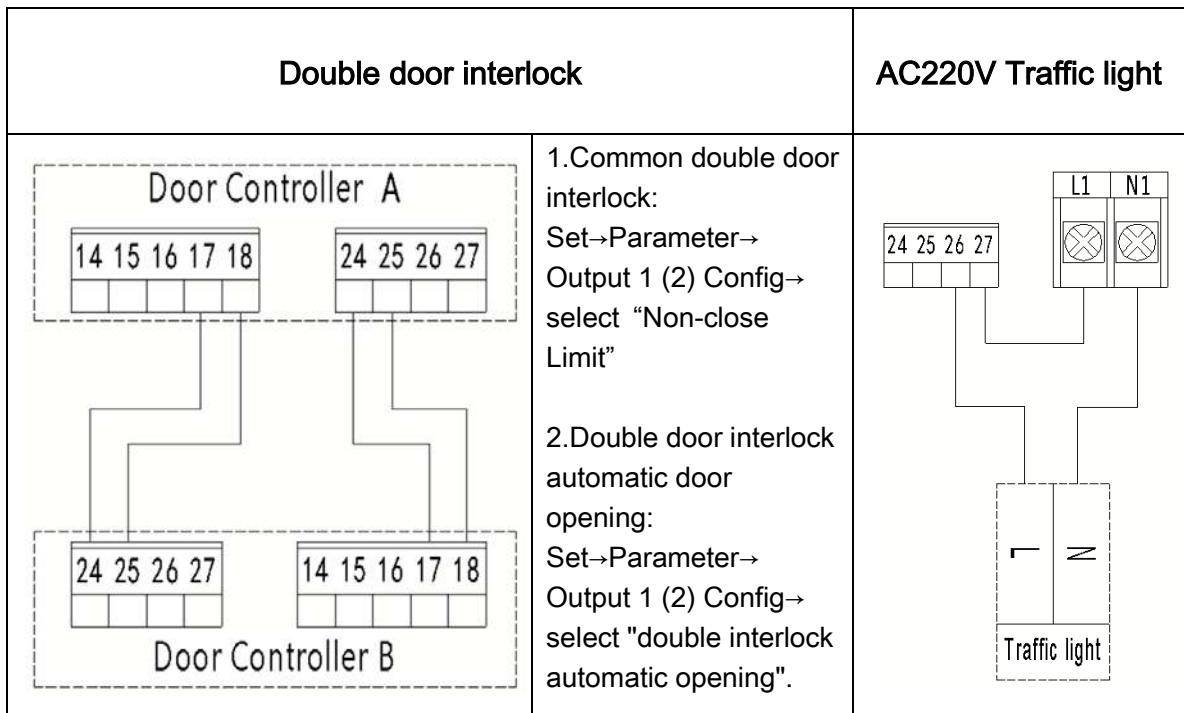 Double door interlock
AC220V Traffic light
Door Controller A
14 15 16 17 18
24 25 26 27
24 25 26 27
14 15 16 17 18
Door Controller B
1.Common double door
interlock:
Set→Parameter→
Output 1 (2) Config→
select “Non-close
Limit”
2.Double door interlock
automatic door
opening:
Set→Parameter→
Output 1 (2) Config→
select "double interlock
automatic opening".
L1 N1
24 25 26 27
L N
Traffic light